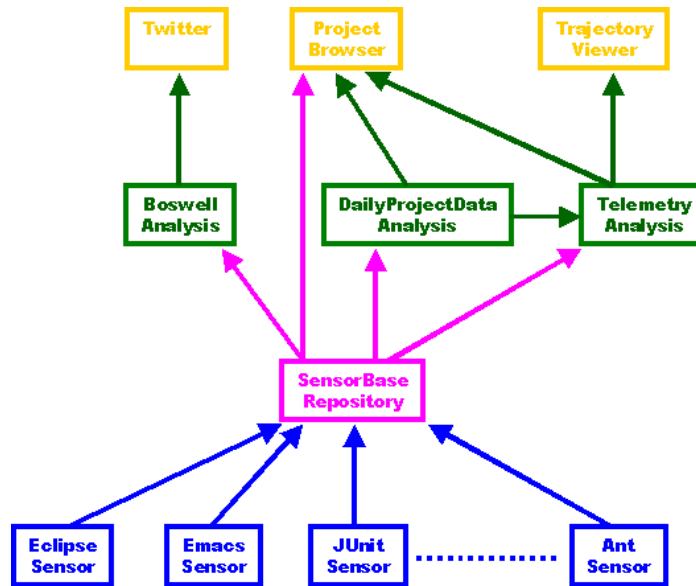 Twitter
Project
Browser
Trajectory
Viewer
Boswell
Analysis
DailyProjectData
Analysis
Telemetry
Analysis
SensorBase
Repository
Eclipse
Sensor
Emacs
Sensor
JUnit
Sensor
Ant
Sensor